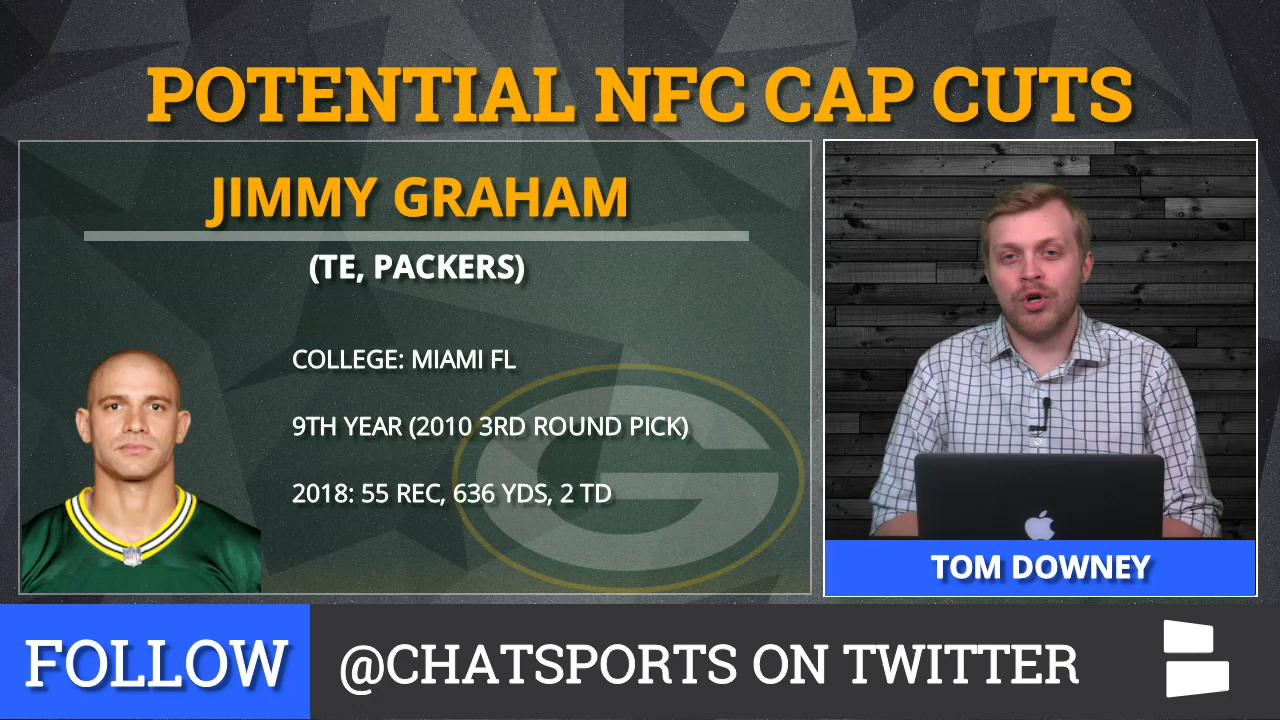 POTENTIAL NFC CAP CUTS
JIMMY GRAHAM
(TE, PACKERS)
COLLEGE: MIAMI FL
9TH YEAR (2010 3RD ROUND PICK)
2018: 55 REC, 636 YDS, 2 TD
G
TOM DOWNEY
FOLLOW
@CHATSPORTS ON TWITTER